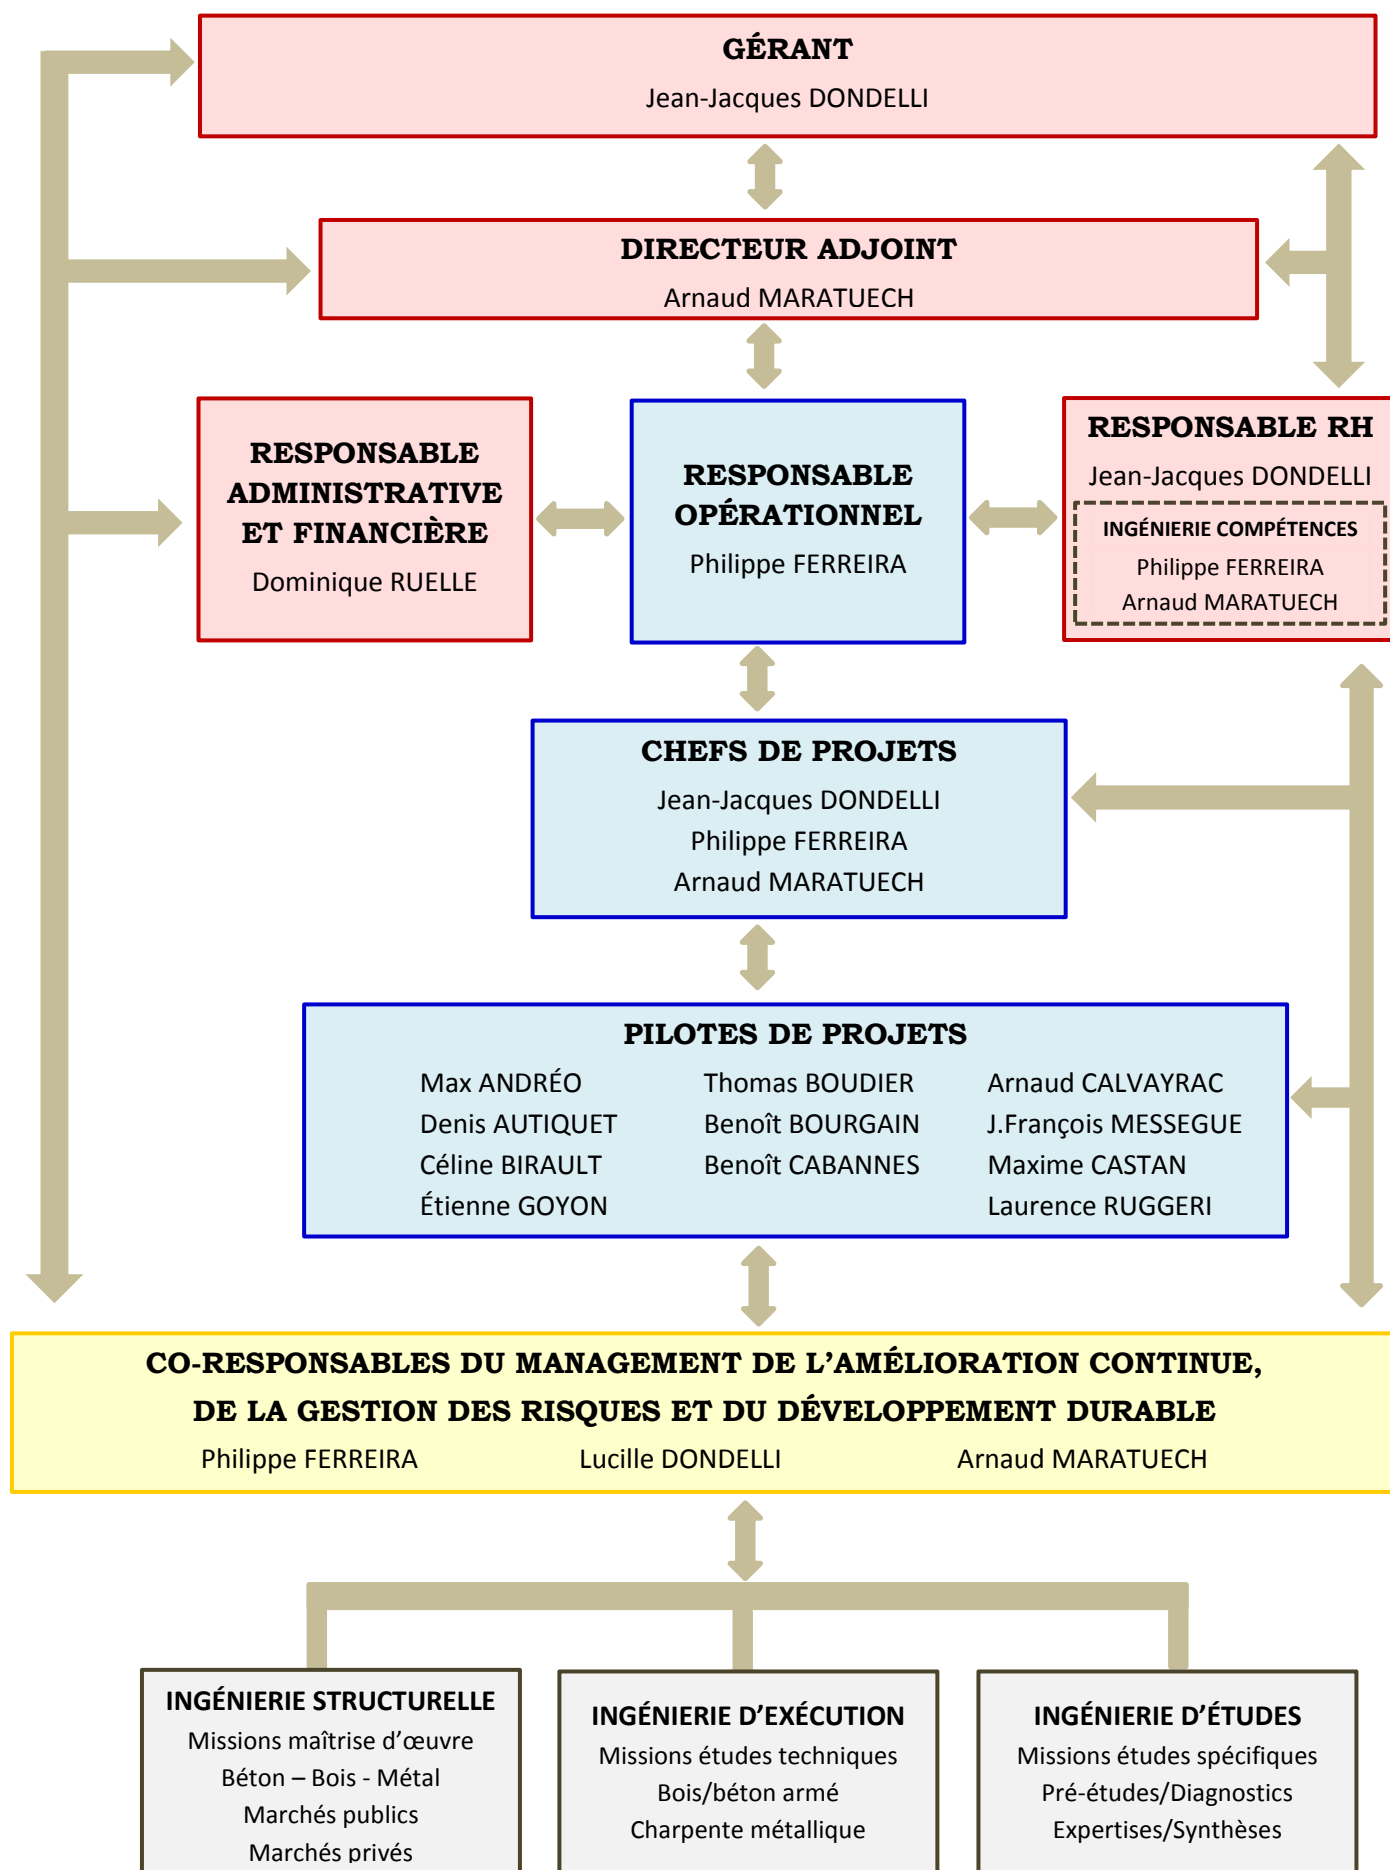 GÉRANT
Jean-Jacques DONDELLI
DIRECTEUR ADJOINT
Arnaud MARATUECH
RESPONSABLE
ADMINISTRATIVE
ET FINANCIÈRE
Dominique RUELLE
RESPONSABLE
OPÉRATIONNEL
Philippe FERREIRA
RESPONSABLE RH
Jean-Jacques DONDELLI
INGÉNIERIE COMPÉTENCES
Philippe FERREIRA
Arnaud MARATUECH
CHEFS DE PROJETS
Jean-Jacques DONDELLI
Philippe FERREIRA
Arnaud MARATUECH
PILOTES DE PROJETS
Max ANDRÉO Thomas BOUDIER Arnaud CALVAYRAC
Denis AUTIQUET Benoît BOURGAIN J.François MESSEGUE
Céline BIRAULT Benoît CABANNES Maxime CASTAN
Étienne GOYON Laurence RUGGERI
CO-RESPONSABLES DU MANAGEMENT DE L’AMÉLIORATION CONTINUE,
DE LA GESTION DES RISQUES ET DU DÉVELOPPEMENT DURABLE
Philippe FERREIRA Lucille DONDELLI Arnaud MARATUECH
INGÉNIERIE STRUCTURELLE
Missions maîtrise d’œuvre
Béton – Bois - Métal
Marchés publics
Marchés privés
INGÉNIERIE D’EXÉCUTION
Missions études techniques
Bois/béton armé
Charpente métallique
INGÉNIERIE D’ÉTUDES
Missions études spécifiques
Pré-études/Diagnostics
Expertises/Synthèses